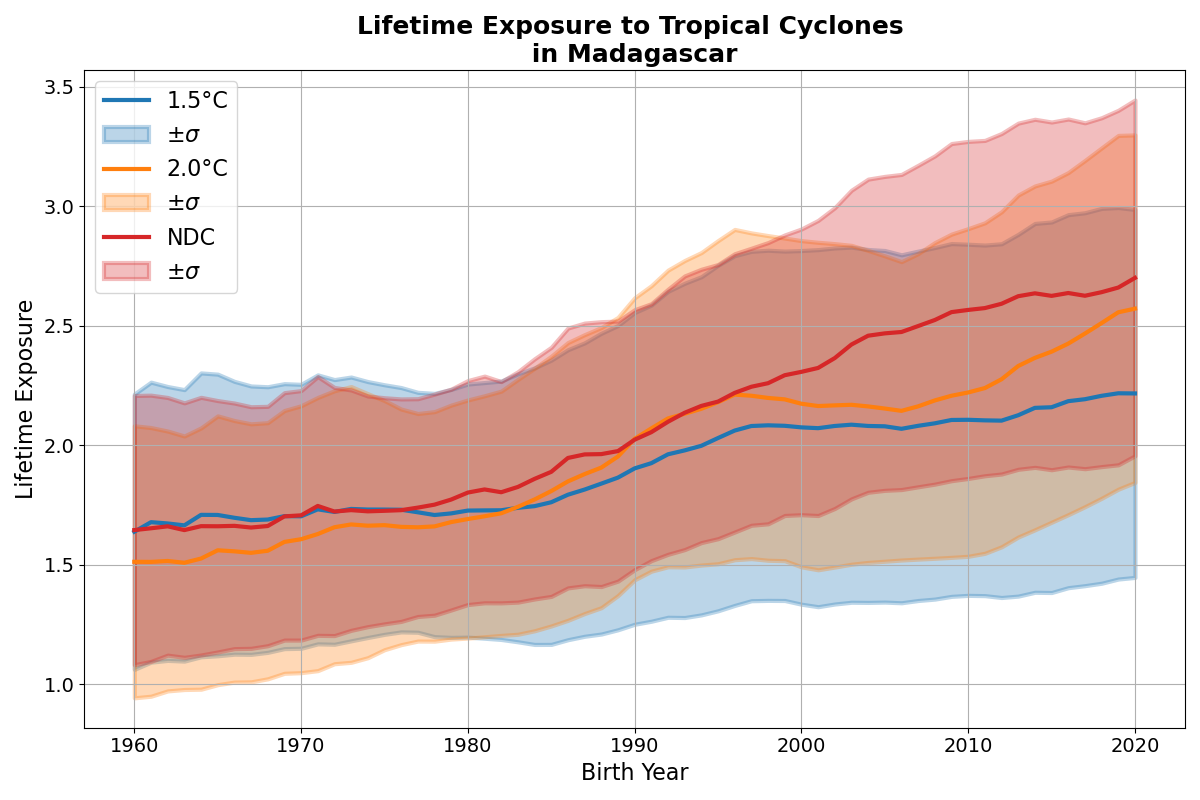 Lifetime Exposure to Tropical Cyclones
in Madagascar
1.5°C
±σ
2.0°C
±σ
NDC
±σ
Lifetime Exposure
3.5
3.0
2.5
2.0
1.5
1.0
1960
1970
1980
1990
2000
2010
2020
Birth Year